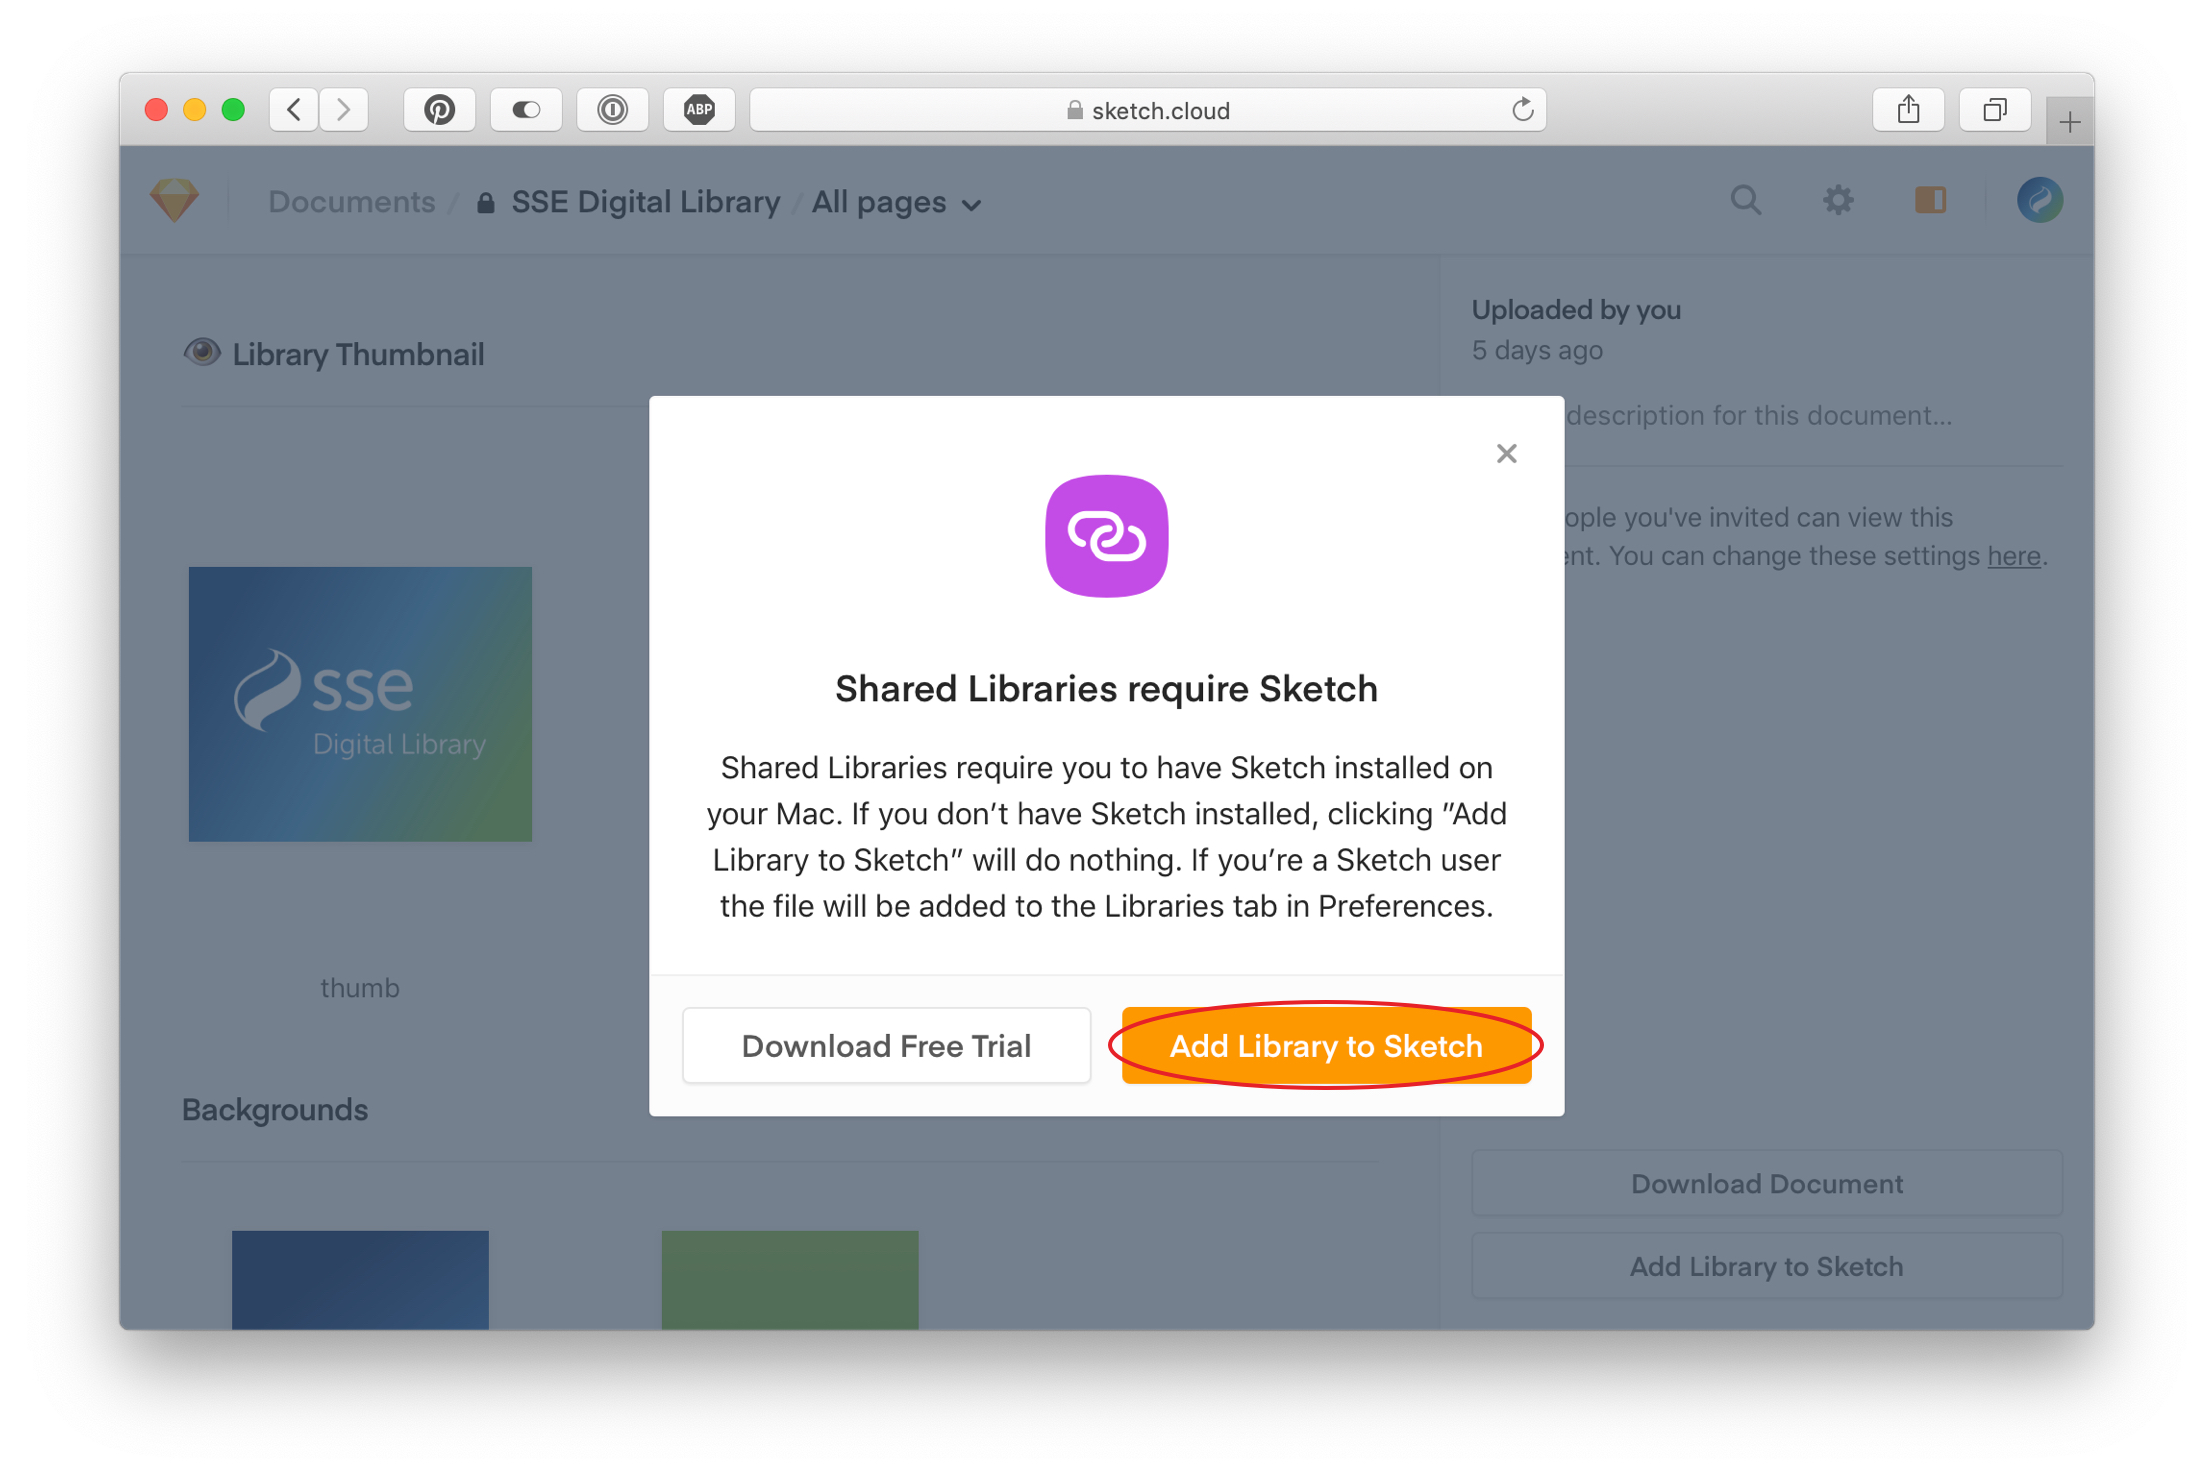 ABP
sketch.cloud
Documents / SSE Digital Library / All pages
Library Thumbnail
sse
Digital Library
thumb
Backgrounds
Uploaded by you
5 days ago
description for this document...
ople you've invited can view this
nt. You can change these settings here.
Shared Libraries require Sketch
Shared Libraries require you to have Sketch installed on
your Mac. If you don’t have Sketch installed, clicking ”Add
Library to Sketch” will do nothing. If you’re a Sketch user
the file will be added to the Libraries tab in Preferences.
Download Free Trial
Add Library to Sketch
Download Document
Add Library to Sketch